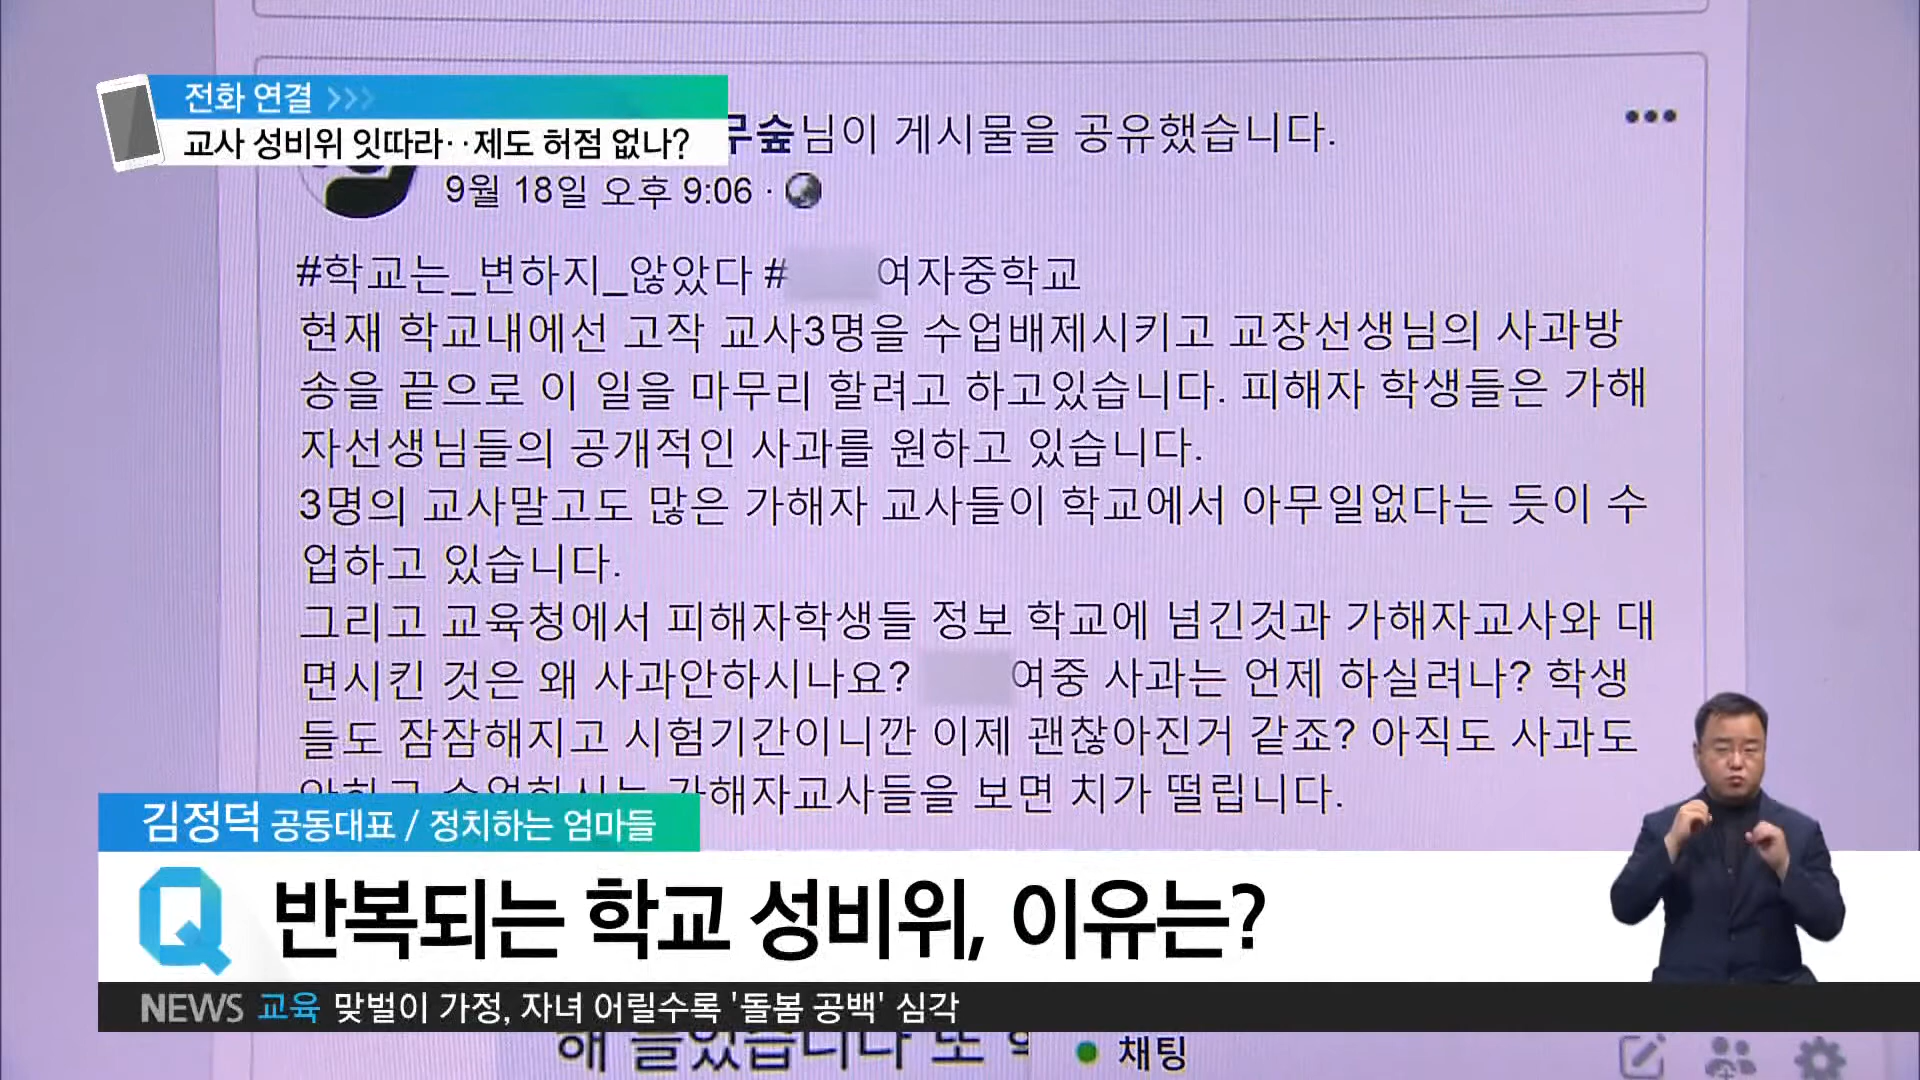 전화 연결 >>>
교사 성비위 잇따라‥제도 허점 없나?
숲님이 게시물을 공유했습니다.
9월 18일 오후 9:06 ·
#학교는_변하지_않았다 # 여자중학교
현재 학교내에선 고작 교사3명을 수업배제시키고 교장선생님의 사과방
송을 끝으로 이 일을 마무리 할려고 하고있습니다. 피해자 학생들은 가해
자선생님들의 공개적인 사과를 원하고 있습니다.
3명의 교사말고도 많은 가해자 교사들이 학교에서 아무일없다는 듯이 수
업하고 있습니다.
그리고 교육청에서 피해자학생들 정보 학교에 넘긴것과 가해자교사와 대
면시킨 것은 왜 사과안하시나요? 여중 사과는 언제 하실려나? 학생
들도 잠잠해지고 시험기간이니깐 이제 괜찮아진거 같죠? 아직도 사과도
가해자교사들을 보면 치가 떨립니다.
김정덕 공동대표 / 정치하는 엄마들
Q 반복되는 학교 성비위, 이유는?
NEWS 교육 맞벌이 가정, 자녀 어릴수록 '돌봄 공백' 심각
채팅